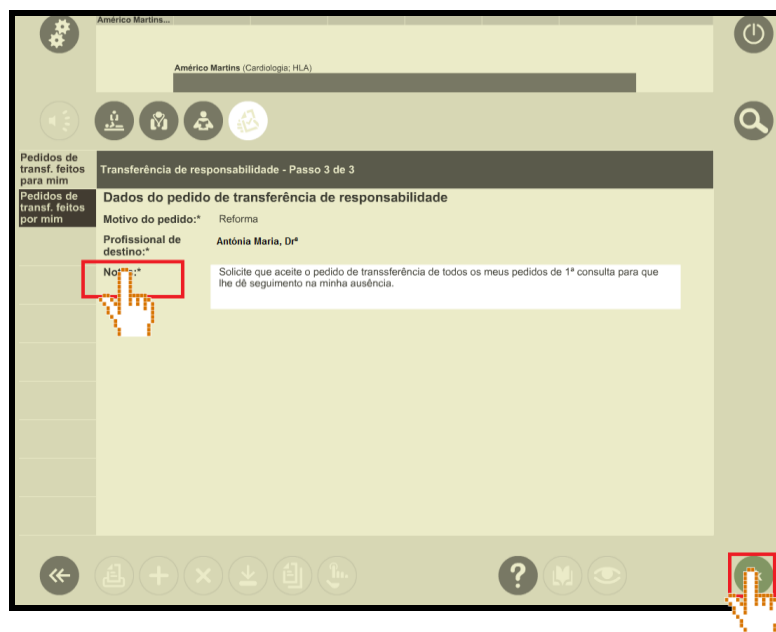 Américo Martins...
Américo Martins (Cardiologia; HLA)
Pedidos de
transf. feitos
para mim
Transferência de responsabilidade - Passo 3 de 3
Pedidos de
transf. feitos
por mim
Dados do pedido de transferência de responsabilidade
Motivo do pedido:* Reforma
Profissional de
destino:*
Antónia Maria, Drª
Solicite que aceite o pedido de transsferência de todos os meus pedidos de 1ª consulta para que
lhe dê seguimento na minha ausência.
?